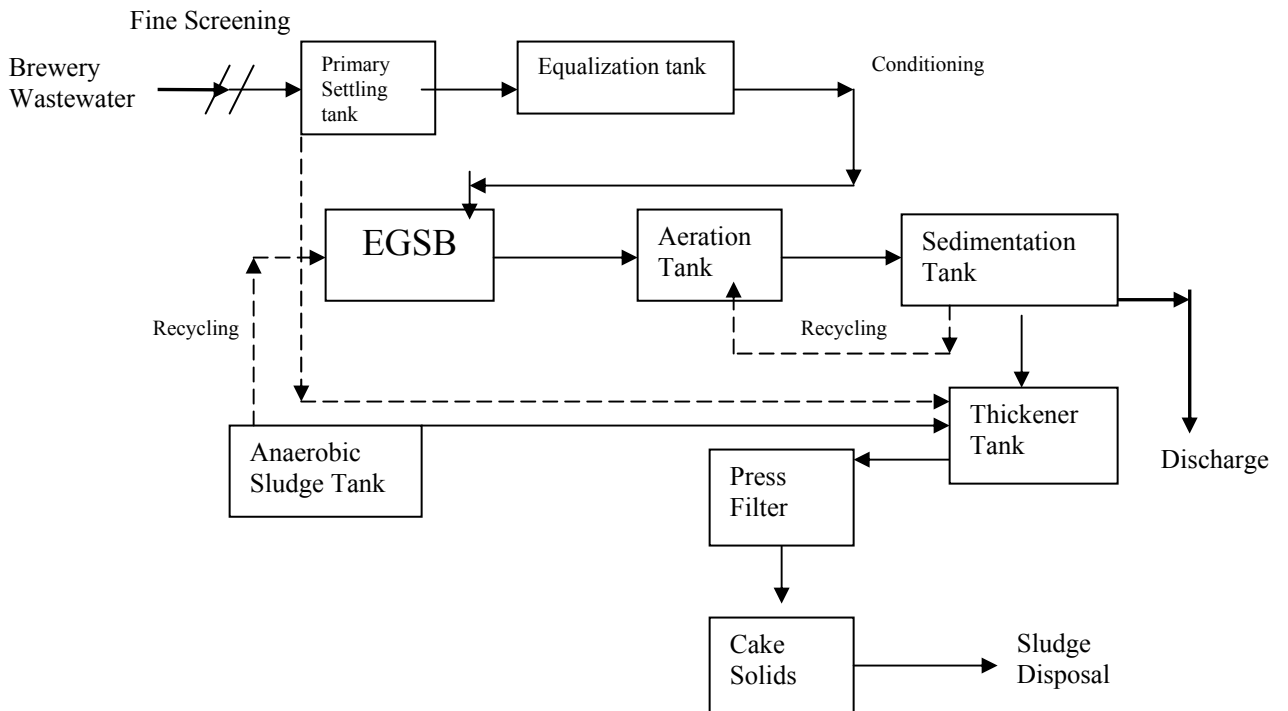 Fine Screening
Brewery
Wastewater
Primary
Settling
tank
Equalization tank
Conditioning
EGSB
Aeration
Tank
Sedimentation
Tank
Recycling
Recycling
Anaerobic
Sludge Tank
Thickener
Tank
Discharge
Press
Filter
Cake
Solids
Sludge
Disposal